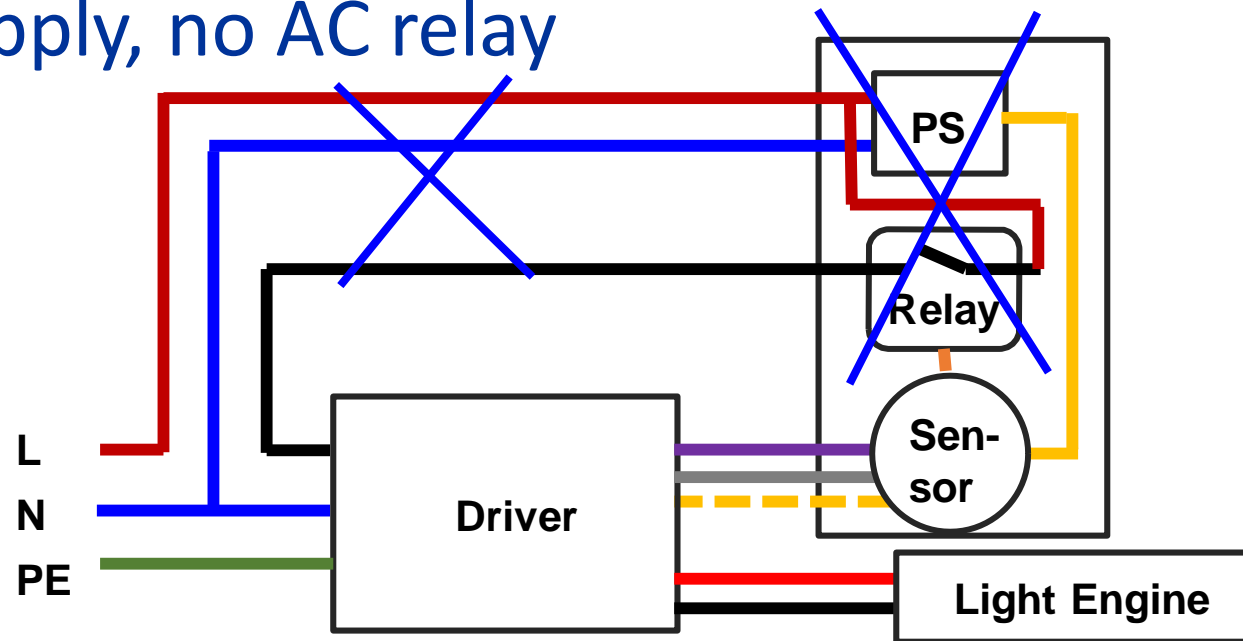 pply, no AC relay
PS
Relay
Sen-
sor
L
N
PE
Driver
Light Engine